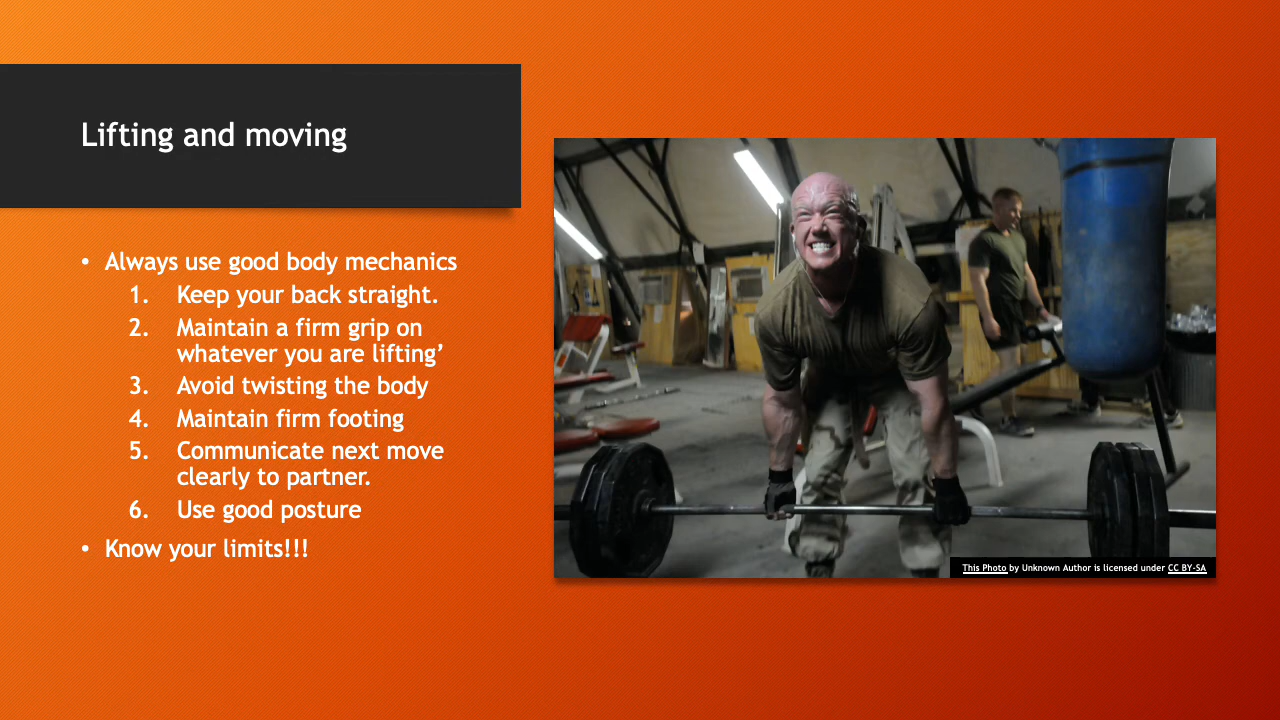 Lifting and moving
• Always use good body mechanics
1. Keep your back straight.
2. Maintain a firm grip on
whatever you are lifting’
3. Avoid twisting the body
4. Maintain firm footing
5. Communicate next move
clearly to partner.
6. Use good posture
• Know your limits!!!
This Photo by Unknown Author is licensed under CC BY-SA